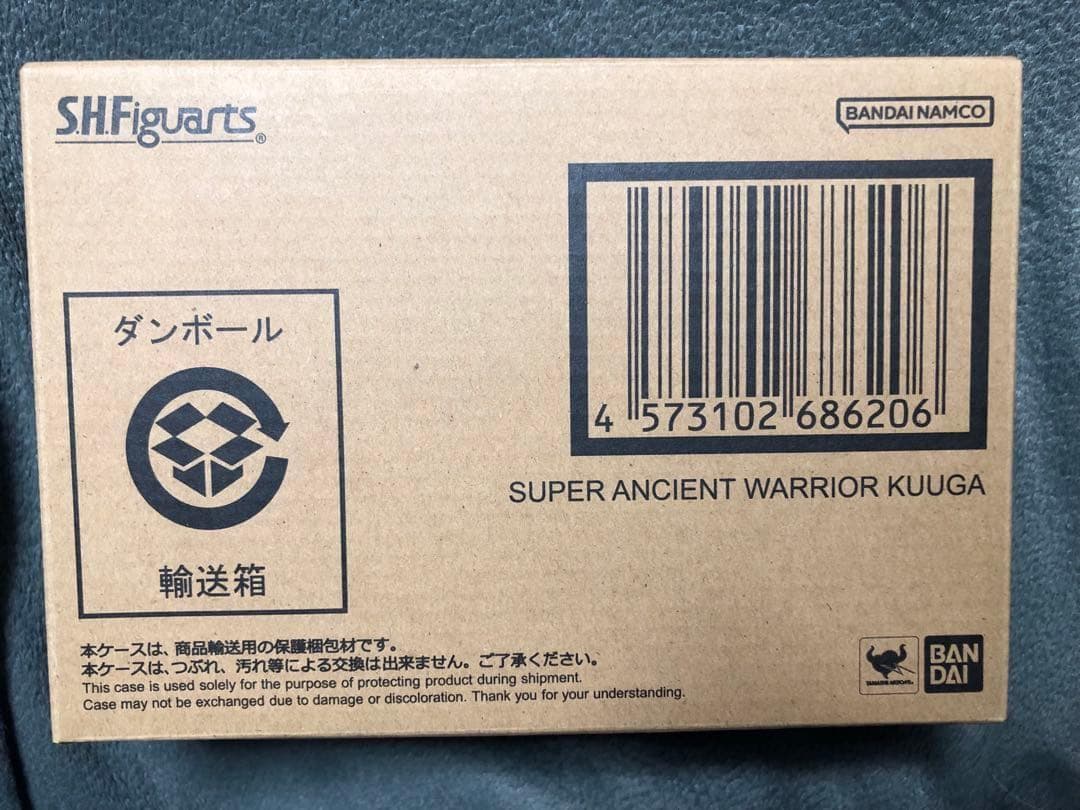 S.H.Figuarts®
BANDAI NAMCO
4 573102 686206
SUPER ANCIENT WARRIOR KUUGA
ダンボール
輸送箱
本ケースは、商品輸送用の保護梱包材です。
本ケースは、つぶれ、汚れ等による交換は出来ません。ご了承ください。
This case is used solely for the purpose of protecting product during shipment.
Case may not be exchanged due to damage or discoloration. Thank you for your understanding.
TAMASHII NATIONS
BAN
DAI